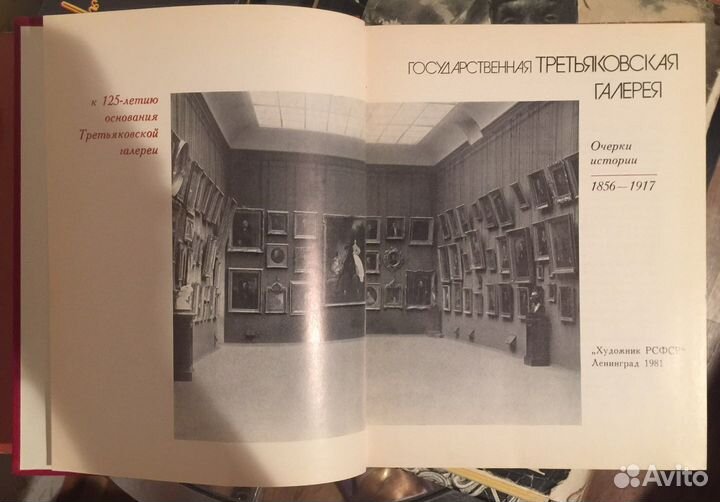 к 125-летию
основания
Третьяковской
галереи
ГОСУДАРСТВЕННАЯ ТРЕТЬЯКОВСКАЯ
ГАЛЕРЕЯ
Очерки
истории
1856—1917
„Художник РСФСР“
Ленинград 1981
Avito